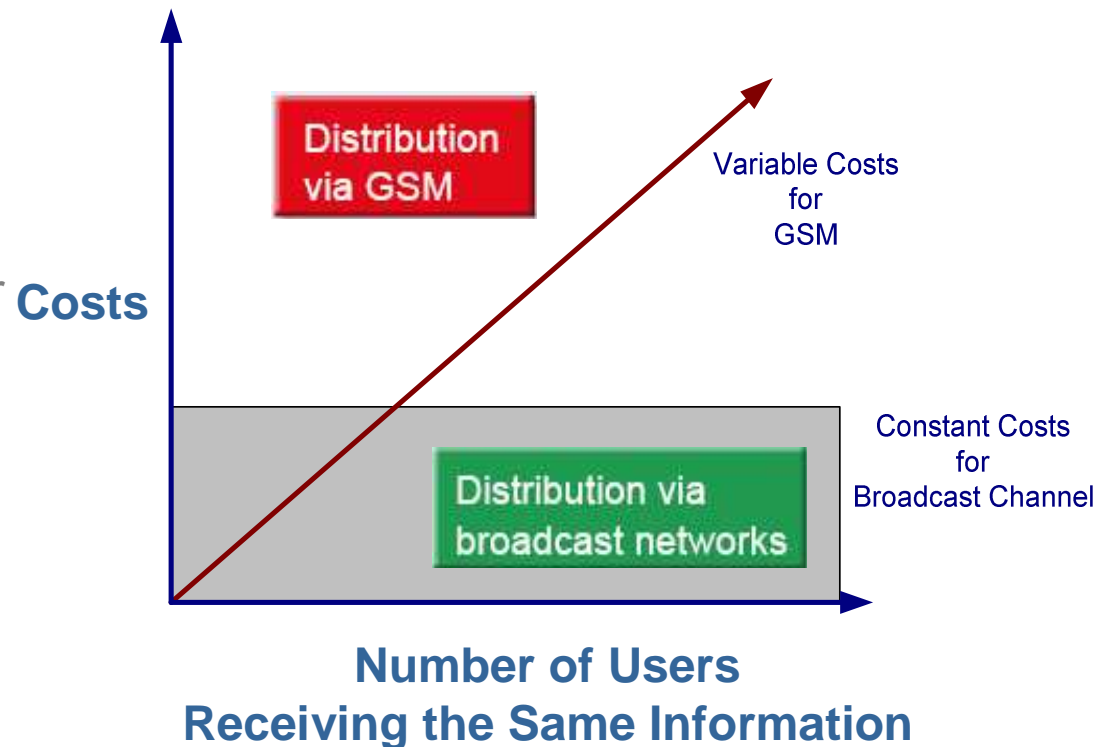 Distribution
via GSM
Variable Costs
for
GSM
Costs
Constant Costs
for
Broadcast Channel
Distribution via
broadcast networks
Number of Users
Receiving the Same Information